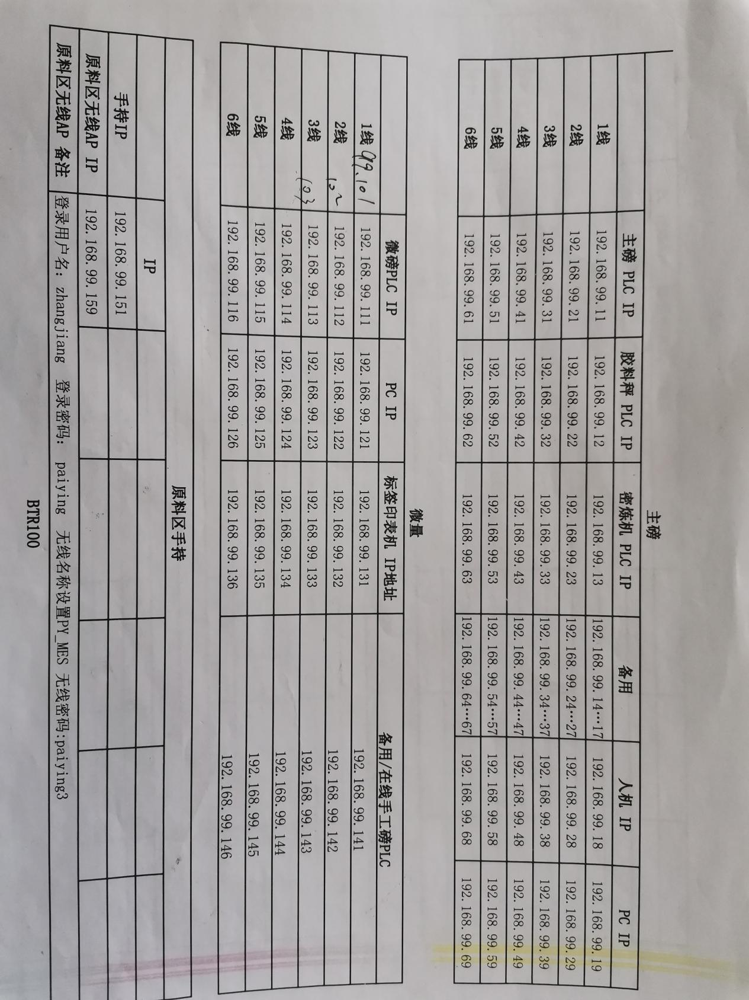 主磅
主磅 PLC IP 胶料秤 PLC IP 密炼机 PLC IP 备用 人机 IP PC IP
1线 192.168.99.11 192.168.99.12 192.168.99.13 192.168.99.14…17 192.168.99.18 192.168.99.19
2线 192.168.99.21 192.168.99.22 192.168.99.23 192.168.99.24…27 192.168.99.28 192.168.99.29
3线 192.168.99.31 192.168.99.32 192.168.99.33 192.168.99.34…37 192.168.99.38 192.168.99.39
4线 192.168.99.41 192.168.99.42 192.168.99.43 192.168.99.44…47 192.168.99.48 192.168.99.49
5线 192.168.99.51 192.168.99.52 192.168.99.53 192.168.99.54…57 192.168.99.58 192.168.99.59
6线 192.168.99.61 192.168.99.62 192.168.99.63 192.168.99.64…67 192.168.99.68 192.168.99.69
微量
微磅PLC IP PC IP 标签印表机 IP地址 备用/在线手工磅PLC
1线 99.101 192.168.99.111 192.168.99.121 192.168.99.131 192.168.99.141
2线 102 192.168.99.112 192.168.99.122 192.168.99.132 192.168.99.142
3线 103 192.168.99.113 192.168.99.123 192.168.99.133 192.168.99.143
4线 192.168.99.114 192.168.99.124 192.168.99.134 192.168.99.144
5线 192.168.99.115 192.168.99.125 192.168.99.135 192.168.99.145
6线 192.168.99.116 192.168.99.126 192.168.99.136 192.168.99.146
原料区手持
IP
手持IP 192.168.99.151
原料区无线AP IP 192.168.99.159
原料区无线AP 备注 登录用户名: zhangjiang 登录密码: paiying 无线名称设置PY_MES 无线密码:paiying3
BTR100